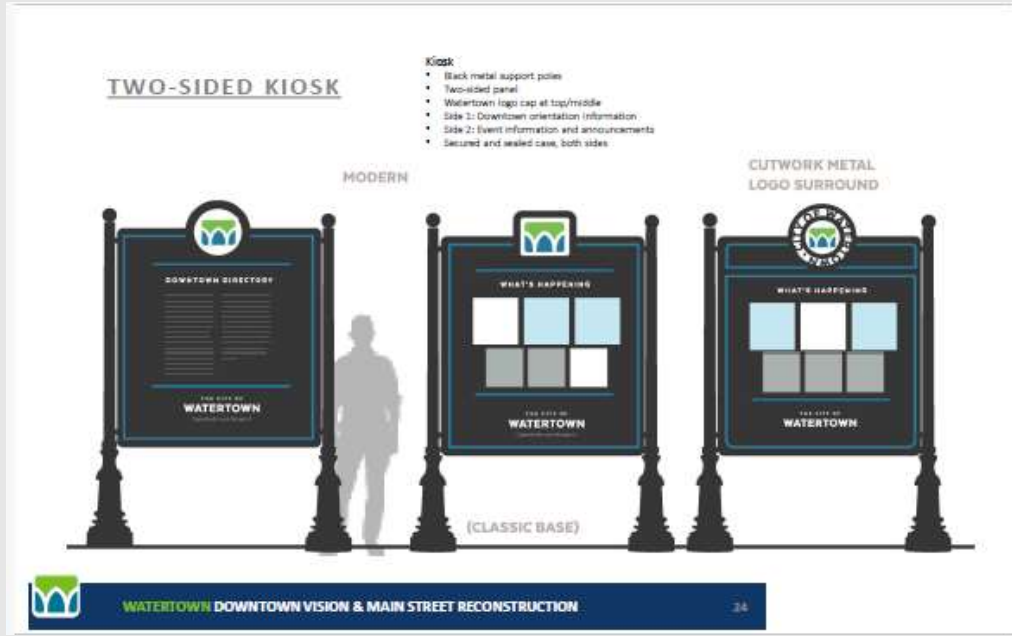 TWO-SIDED KIOSK
Kiosk
• Black metal support poles
• Two-sided panel
• Watertown logo cap at top/middle
• Side 1: Downtown orientation information
• Side 2: Event information and announcements
• Secured and sealed case, both sides
MODERN
CUTWORK METAL
LOGO SURROUND
CITY OF WATERTOWN
DOWNTOWN DIRECTORY
WHAT'S HAPPENING
WHAT'S HAPPENING
THE CITY OF
WATERTOWN
THE CITY OF
WATERTOWN
THE CITY OF
WATERTOWN
(CLASSIC BASE)
WATERTOWN DOWNTOWN VISION & MAIN STREET RECONSTRUCTION
24